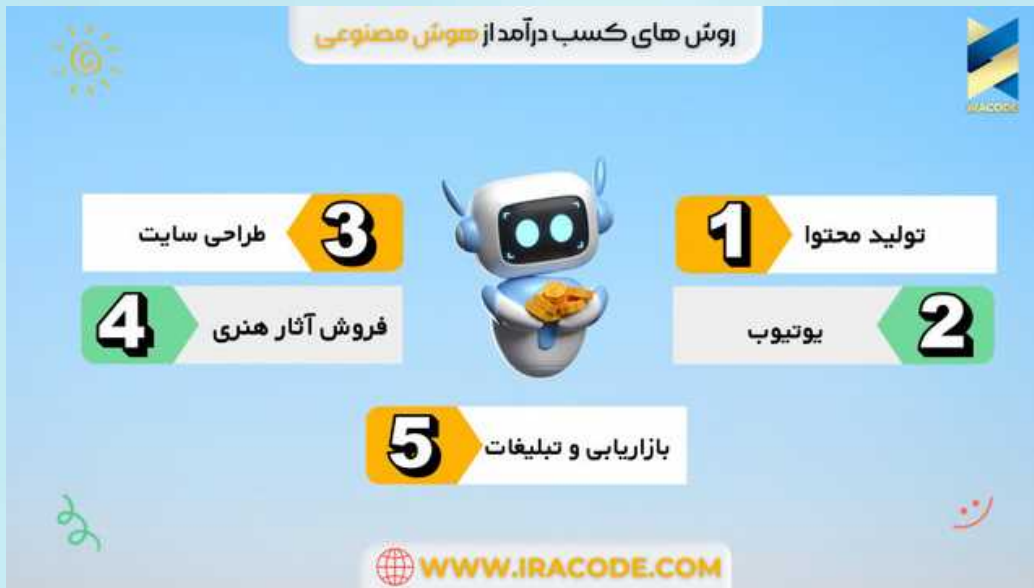 روش های کسب درآمد از هوش مصنوعی
IRACODE
1 تولید محتوا
2 یوتیوب
3 طراحی سایت
4 فروش آثار هنری
5 بازاریابی و تبلیغات
WWW.IRACODE.COM